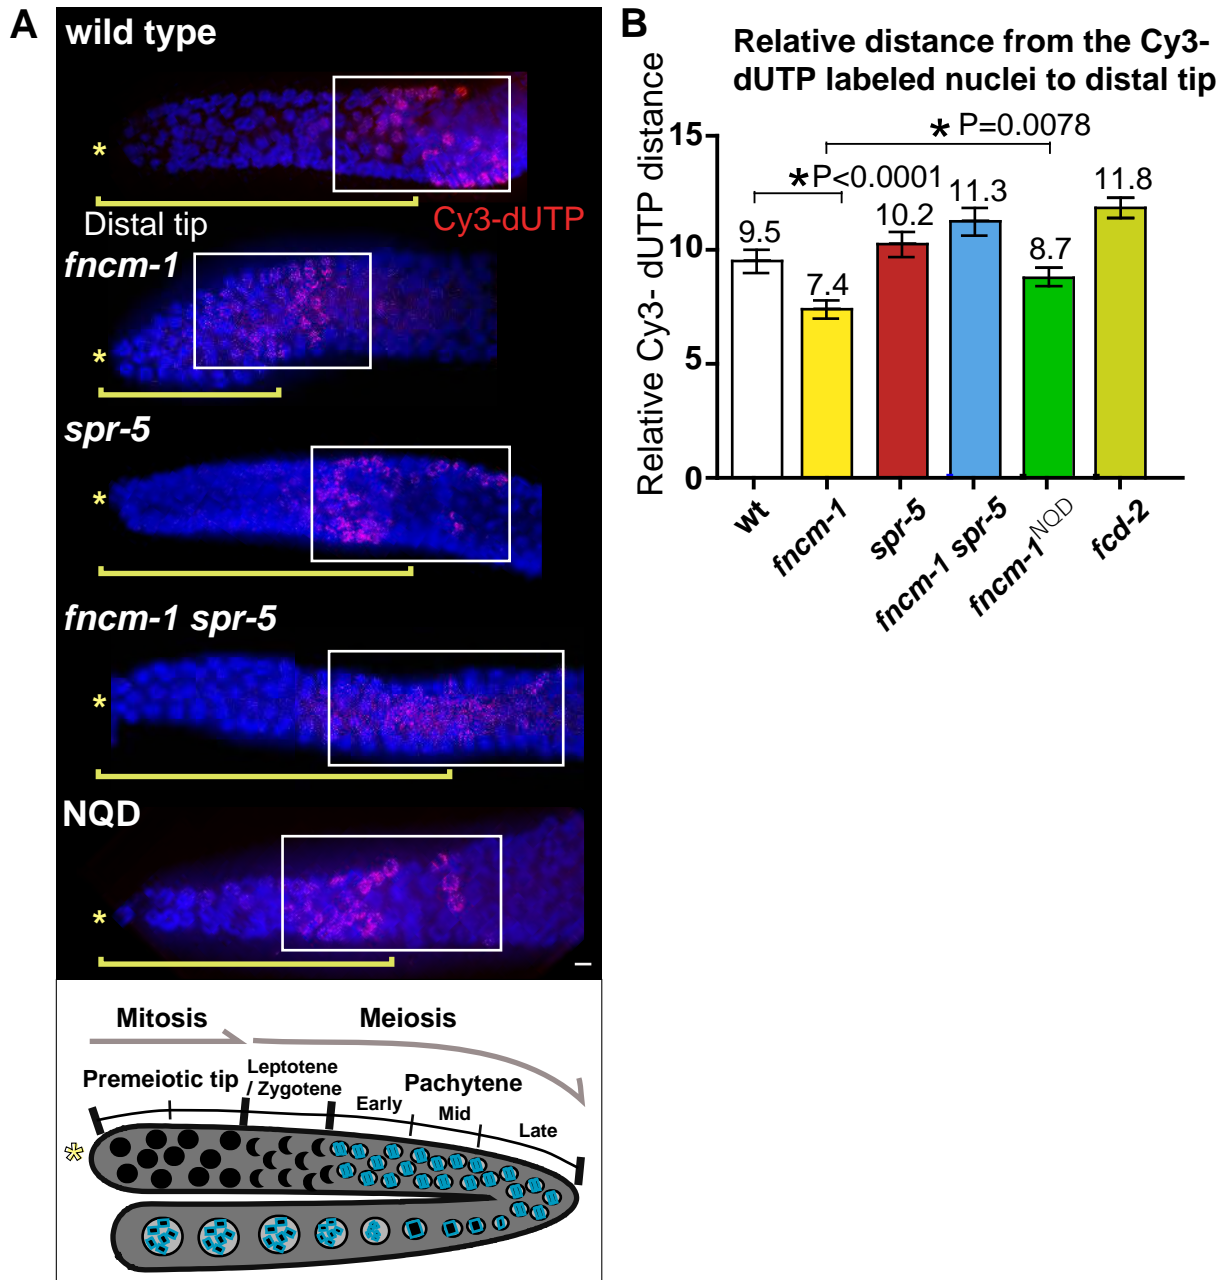 A
wild type
*
Distal tip
Cy3-dUTP
fncm-1
*
spr-5
*
fncm-1 spr-5
*
NQD
*
Mitosis
Meiosis
Premeiotic tip
Leptotene
/ Zygotene
Pachytene
Early
Mid
Late
*
B
Relative distance from the Cy3-
dUTP labeled nuclei to distal tip
Relative Cy3- dUTP distance
15
10
5
0
* P=0.0078
*P<0.0001
9.5
7.4
10.2
11.3
8.7
11.8
wt
fncm-1
spr-5
fncm-1 spr-5
fncm-1NQD
fcd-2